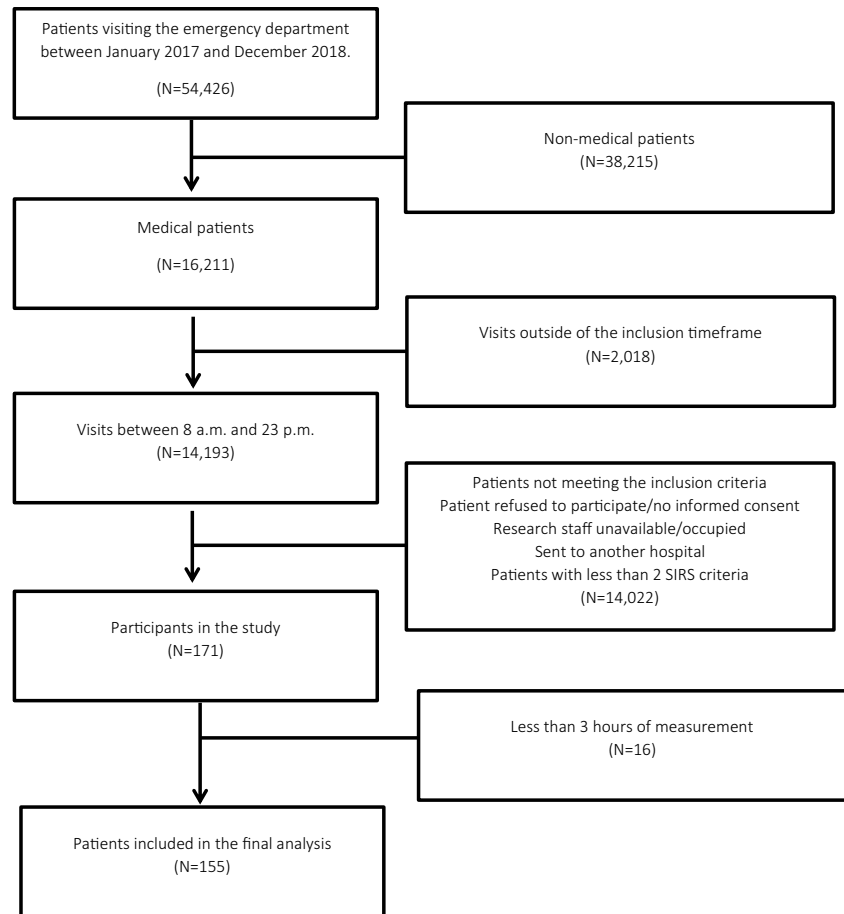 Patients visiting the emergency department
between January 2017 and December 2018.
(N=54,426)
Non-medical patients
(N=38,215)
Medical patients
(N=16,211)
Visits outside of the inclusion timeframe
(N=2,018)
Visits between 8 a.m. and 23 p.m.
(N=14,193)
Patients not meeting the inclusion criteria
Patient refused to participate/no informed consent
Research staff unavailable/occupied
Sent to another hospital
Patients with less than 2 SIRS criteria
(N=14,022)
Participants in the study
(N=171)
Less than 3 hours of measurement
(N=16)
Patients included in the final analysis
(N=155)